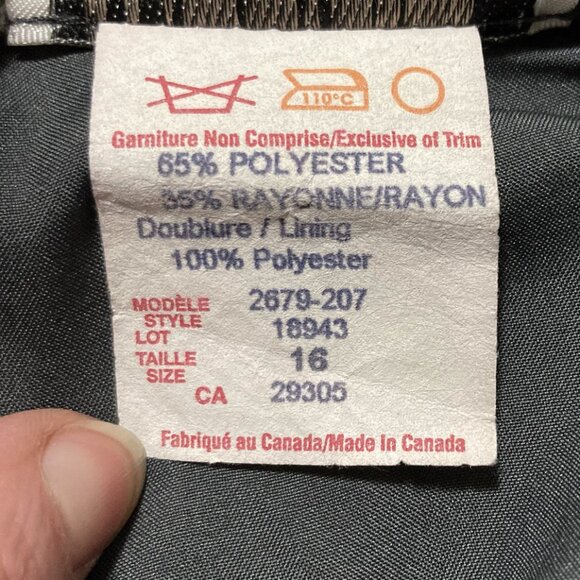 110°C
Garniture Non Comprise/Exclusive of Trim
65% POLYESTER
35% RAYONNE/RAYON
Doublure / Lining
100% Polyester
MODÈLE STYLE 2679-207
LOT 18943
TAILLE SIZE 16
CA 29305
Fabriqué au Canada/Made in Canada